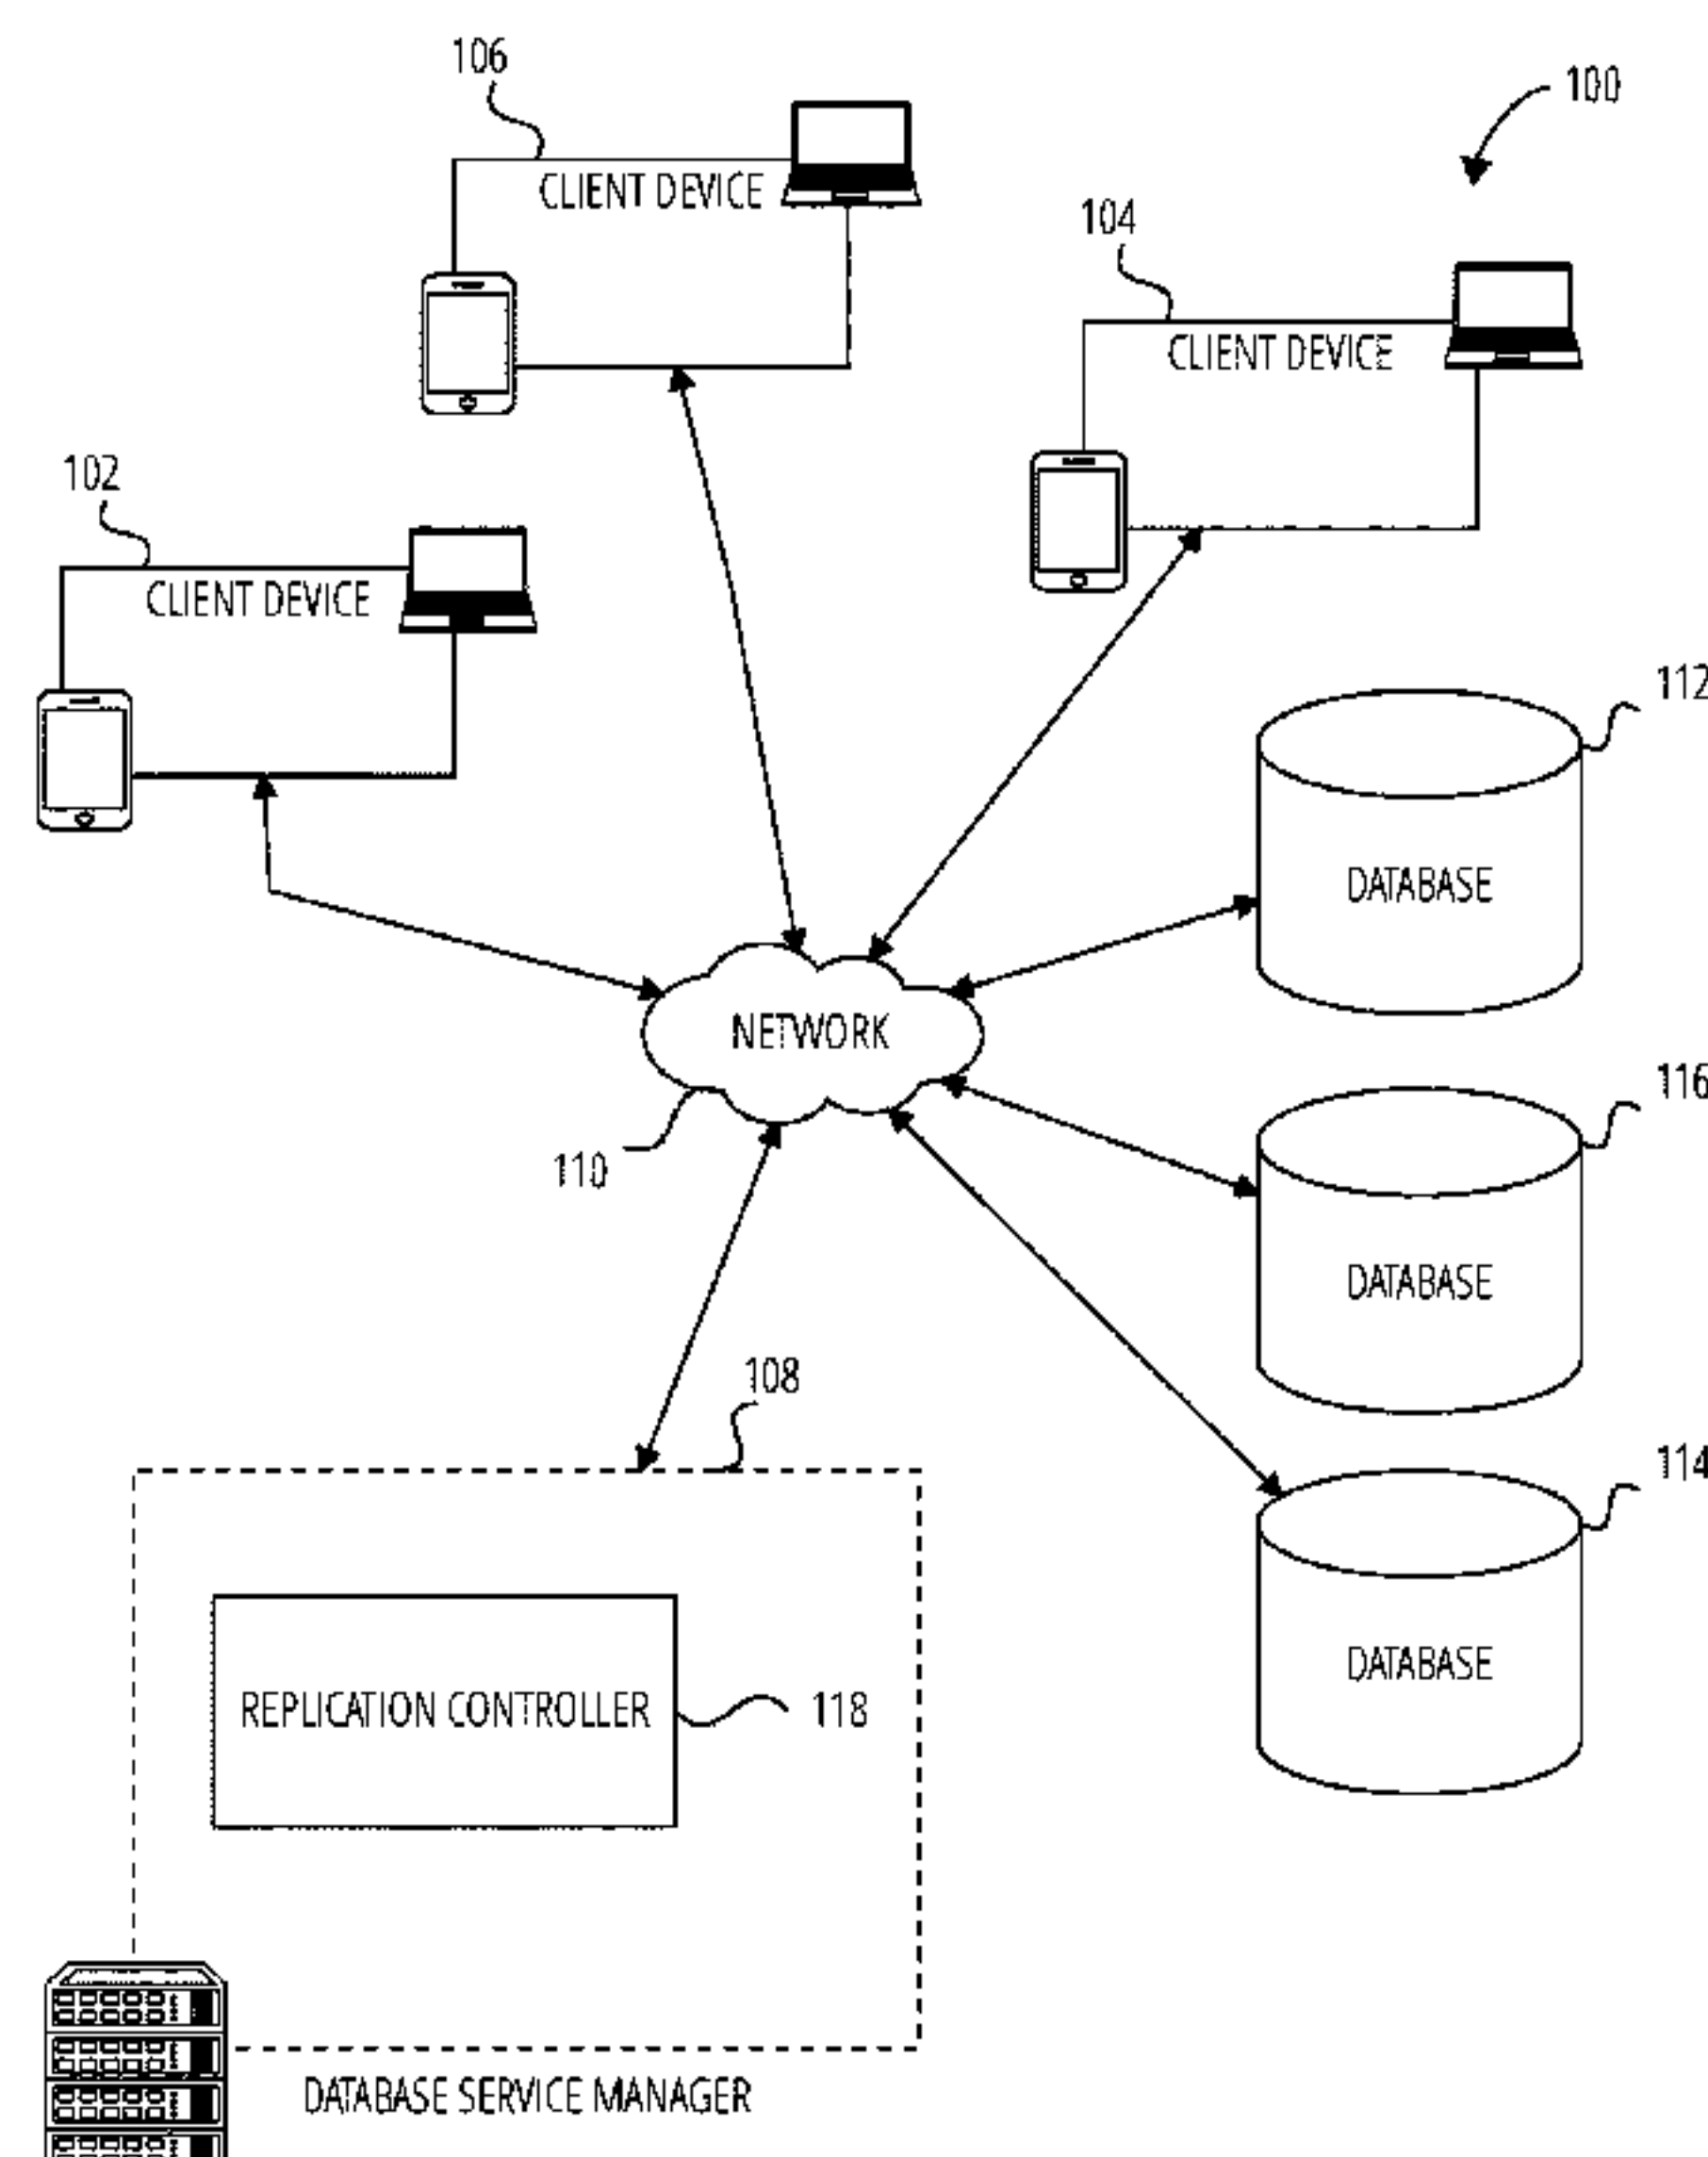 106
100
CLIENT DEVICE
104
CLIENT DEVICE
102
CLIENT DEVICE
112
DATABASE
NETWORK
116
110
DATABASE
108
114
DATABASE
REPLICATION CONTROLLER
118
DATABASE SERVICE MANAGER